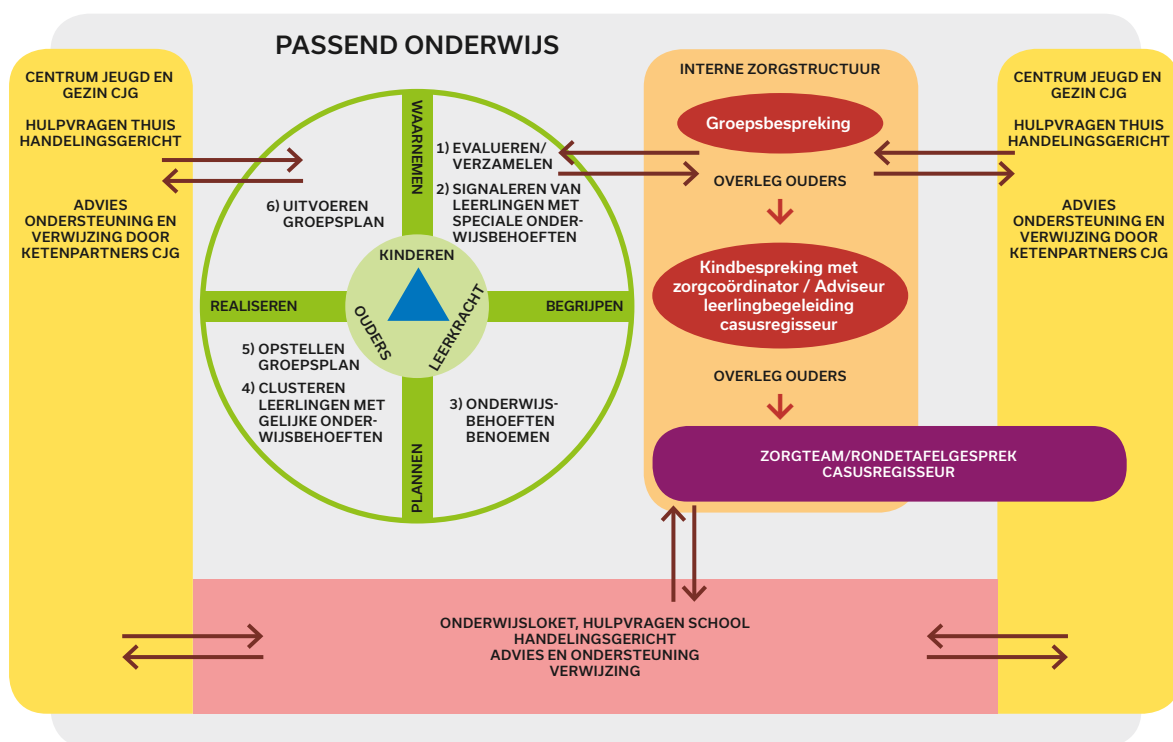 PASSEND ONDERWIJS
CENTRUM JEUGD EN
GEZIN CJG
HULPVRAGEN THUIS
HANDELINGSGERICHT
ADVIES
ONDERSTEUNING EN
VERWIJZING DOOR
KETENPARTNERS CJG
WAARNEMEN
1) EVALUEREN/
VERZAMELEN
2) SIGNALEREN VAN
LEERLINGEN MET
SPECIALE ONDER-
WIJSBEHOEFTEN
6) UITVOEREN
GROEPSPLAN
KINDEREN
OUDERS
LEERKRACHT
REALISEREN
BEGRIJPEN
5) OPSTELLEN
GROEPSPLAN
4) CLUSTEREN
LEERLINGEN MET
GELIJKE ONDER-
WIJSBEHOEFTEN
3) ONDERWIJS-
BEHOEFTEN
BENOEMEN
PLANNEN
INTERNE ZORGSTRUCTUUR
Groepsbespreking
OVERLEG OUDERS
Kindbespreking met
zorgcoördinator / Adviseur
leerlingbegeleiding
casusregisseur
OVERLEG OUDERS
ZORGTEAM/RONDETAFELGESPREK
CASUSREGISSEUR
CENTRUM JEUGD EN
GEZIN CJG
HULPVRAGEN THUIS
HANDELINGSGERICHT
ADVIES
ONDERSTEUNING EN
VERWIJZING DOOR
KETENPARTNERS CJG
ONDERWIJSLOKET, HULPVRAGEN SCHOOL
HANDELINGSGERICHT
ADVIES EN ONDERSTEUNING
VERWIJZING